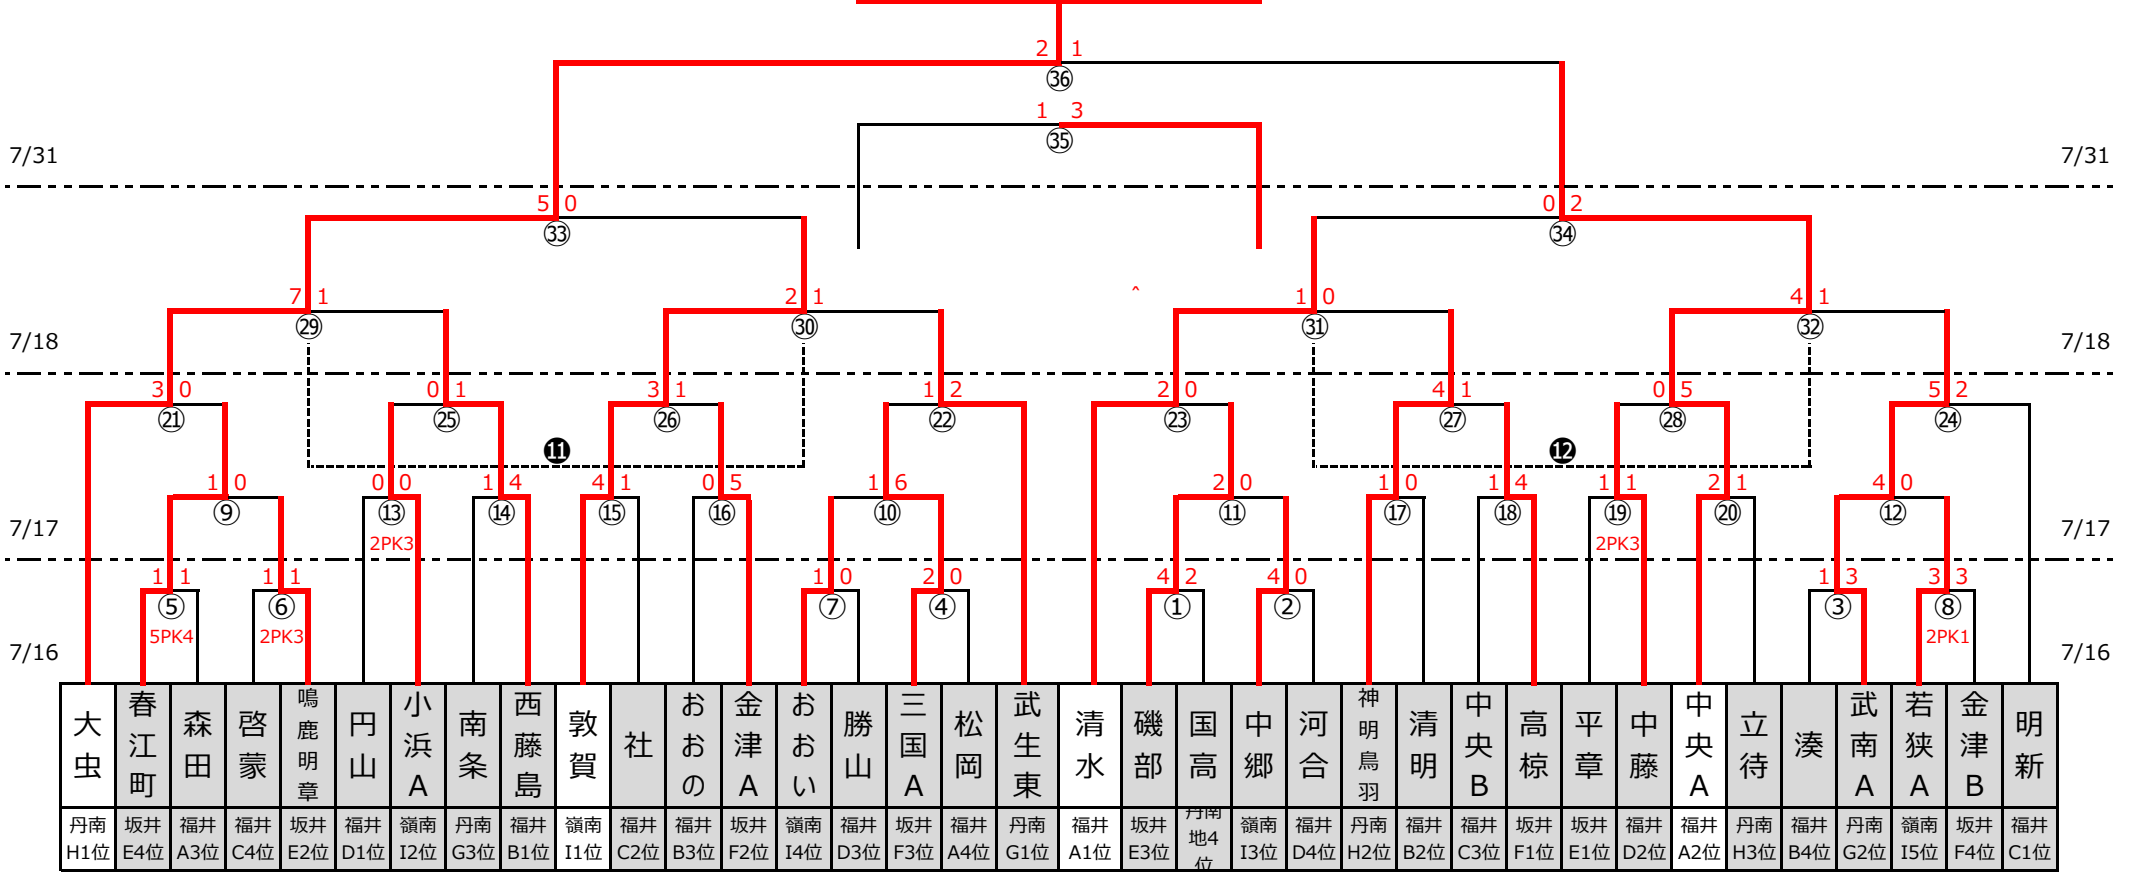 2 1
㊱
1 3
㉟
7/31 7/31
5 0 0 2
㉝ ㉞
7 1 2 1 ^ 1 0 4 1
㉙ ㉚ ㉛ ㉜
7/18 7/18
3 0 0 1 3 1 1 2 2 0 4 1 0 5 5 2
㉑ ㉕ ㉖ ㉒ ㉓ ㉗ ㉘ ㉔
⓫ ⓬
1 0 0 0 1 4 4 1 0 5 1 6 2 0 1 0 1 4 1 1 2 1 4 0
⑨ ⑬ ⑭ ⑮ ⑯ ⑩ ⑪ ⑰ ⑱ ⑲ ⑳ ⑫
7/17 7/17
2PK3 2PK3
1 1 1 1 1 0 2 0 4 2 4 0 1 3 3 3
⑤ ⑥ ⑦ ④ ① ② ③ ⑧
5PK4 2PK3 2PK1
7/16 7/16
大虫 春江町 森田 啓蒙 鳴鹿明章 円山 小浜A 南条 西藤島 敦賀 社 おおの 金津A おおい 勝山 三国A 松岡 武生東 清水 磯部 国高 中郷 河合 神明鳥羽 清明 中央B 高椋 平章 中藤 中央A 立待 湊 武南A 若狭A 金津B 明新
丹南 坂井 福井 福井 坂井 福井 嶺南 丹南 福井 嶺南 福井 福井 坂井 嶺南 福井 坂井 福井 丹南 福井 坂井 丹南地4位 嶺南 福井 丹南 福井 福井 坂井 坂井 福井 福井 丹南 福井 丹南 嶺南 坂井 福井
H1位 E4位 A3位 C4位 E2位 D1位 I2位 G3位 B1位 I1位 C2位 B3位 F2位 I4位 D3位 F3位 A4位 G1位 A1位 E3位 I3位 D4位 H2位 B2位 C3位 F1位 E1位 D2位 A2位 H3位 B4位 G2位 I5位 F4位 C1位